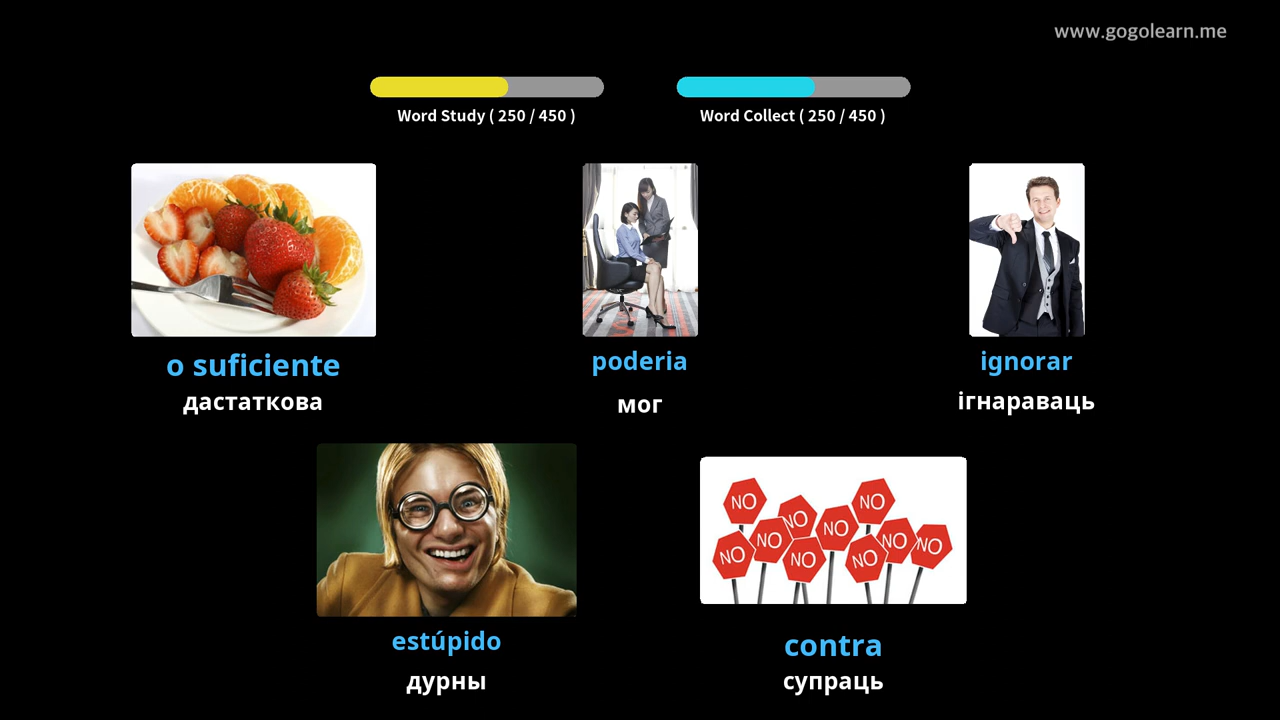 www.gogolearn.me
Word Study ( 250 / 450 )
Word Collect ( 250 / 450 )
o suficiente
дастаткова
poderia
мог
ignorar
ігнараваць
NO
NO
NO
NO
NO
NO
NO
NO
NO
NO
estúpido
дурны
contra
супраць